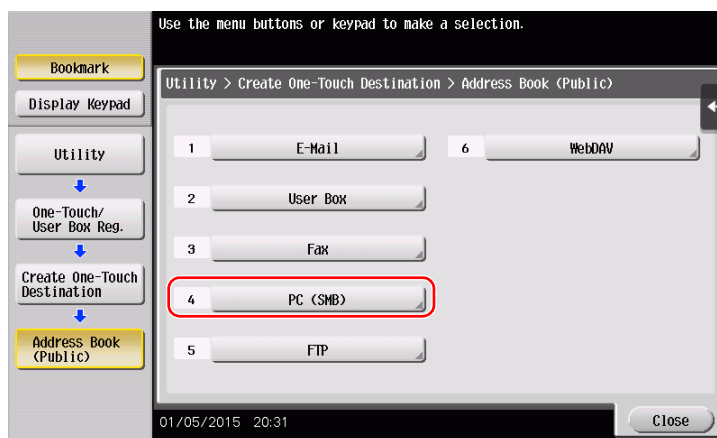 Use the menu buttons or keypad to make a selection.
Bookmark
Display Keypad
Utility
One-Touch/
User Box Reg.
Create One-Touch
Destination
Address Book
(Public)
Utility > Create One-Touch Destination > Address Book (Public)
1 E-Mail
2 User Box
3 Fax
4 PC (SMB)
5 FTP
6 WebDAV
01/05/2015 20:31
Close